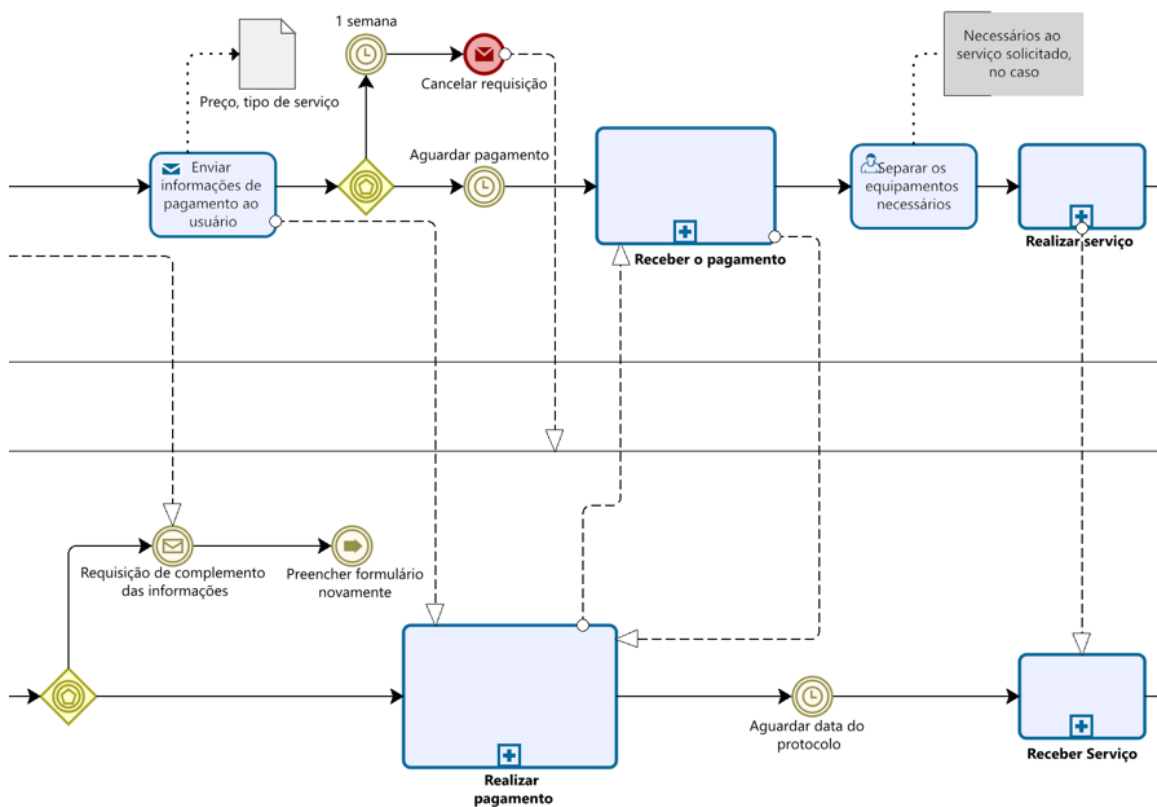 1 semana
Necessários ao
serviço solicitado,
no caso
Cancelar requisição
Preço, tipo de serviço
Aguardar pagamento
Enviar
informações de
pagamento ao
usuário
Separar os
equipamentos
necessários
Receber o pagamento
Realizar serviço
Requisição de complemento
das informações
Preencher formulário
novamente
Aguardar data do
protocolo
Receber Serviço
Realizar
pagamento